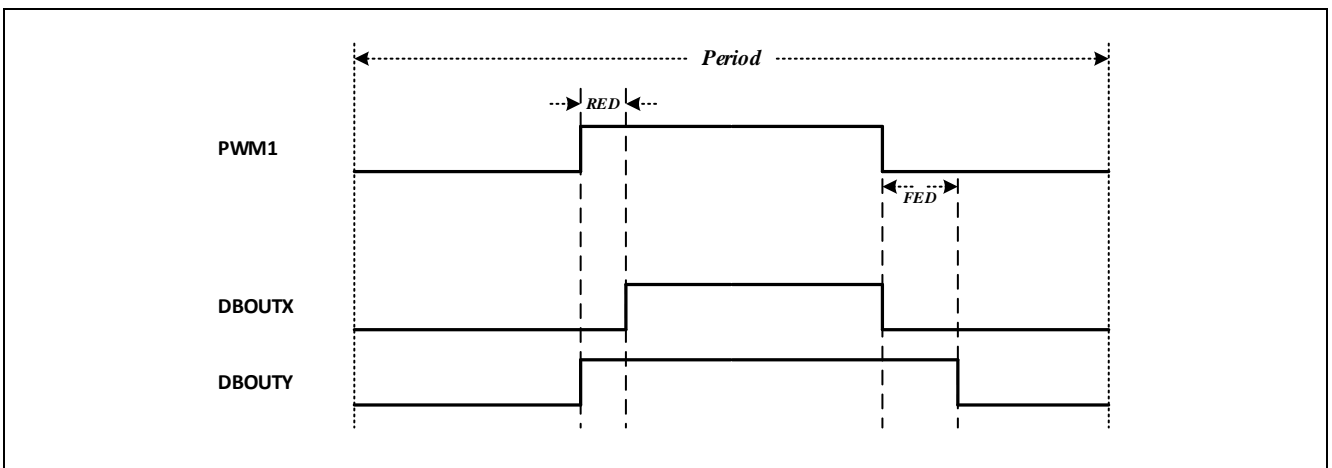 Period
RED
PWM1
FED
DBOUTX
DBOUTY